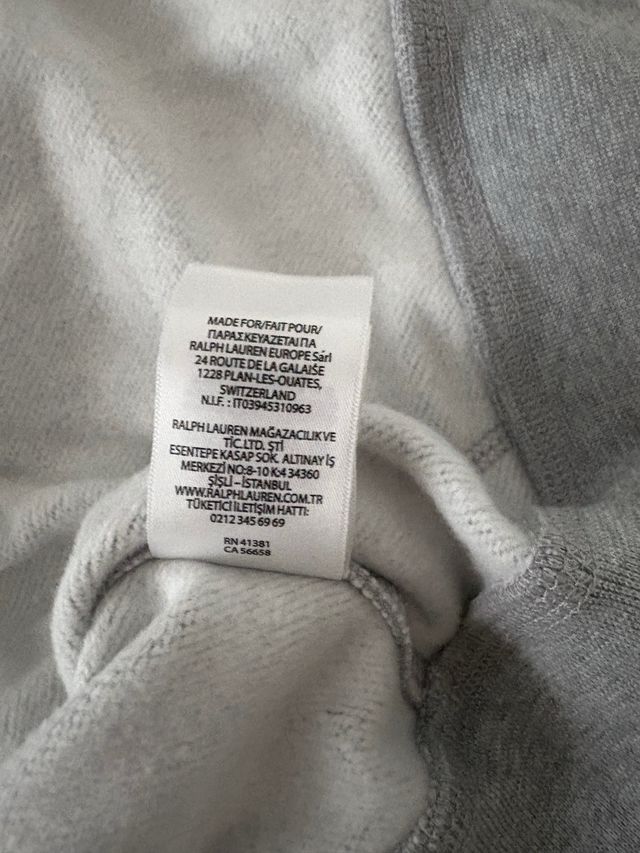 MADE FOR/FAIT POUR/
ΠΑΡΑΣΚΕΥΑΖΕΤΑΙ ΓΙΑ
RALPH LAUREN EUROPE Sàrl
24 ROUTE DE LA GALAISE
1228 PLAN-LES-OUATES,
SWITZERLAND
N.I.F. : IT03945310963
RALPH LAUREN MAĞAZACILIK VE
TİC.LTD. ŞTİ
ESENTEPE KASAP SOK. ALTINAY İŞ
MERKEZİ NO:8-10 K:4 34360
ŞİŞLİ – İSTANBUL
WWW.RALPHLAUREN.COM.TR
TÜKETİCİ İLETİŞİM HATTI:
0212 345 69 69
RN 41381
CA 56658